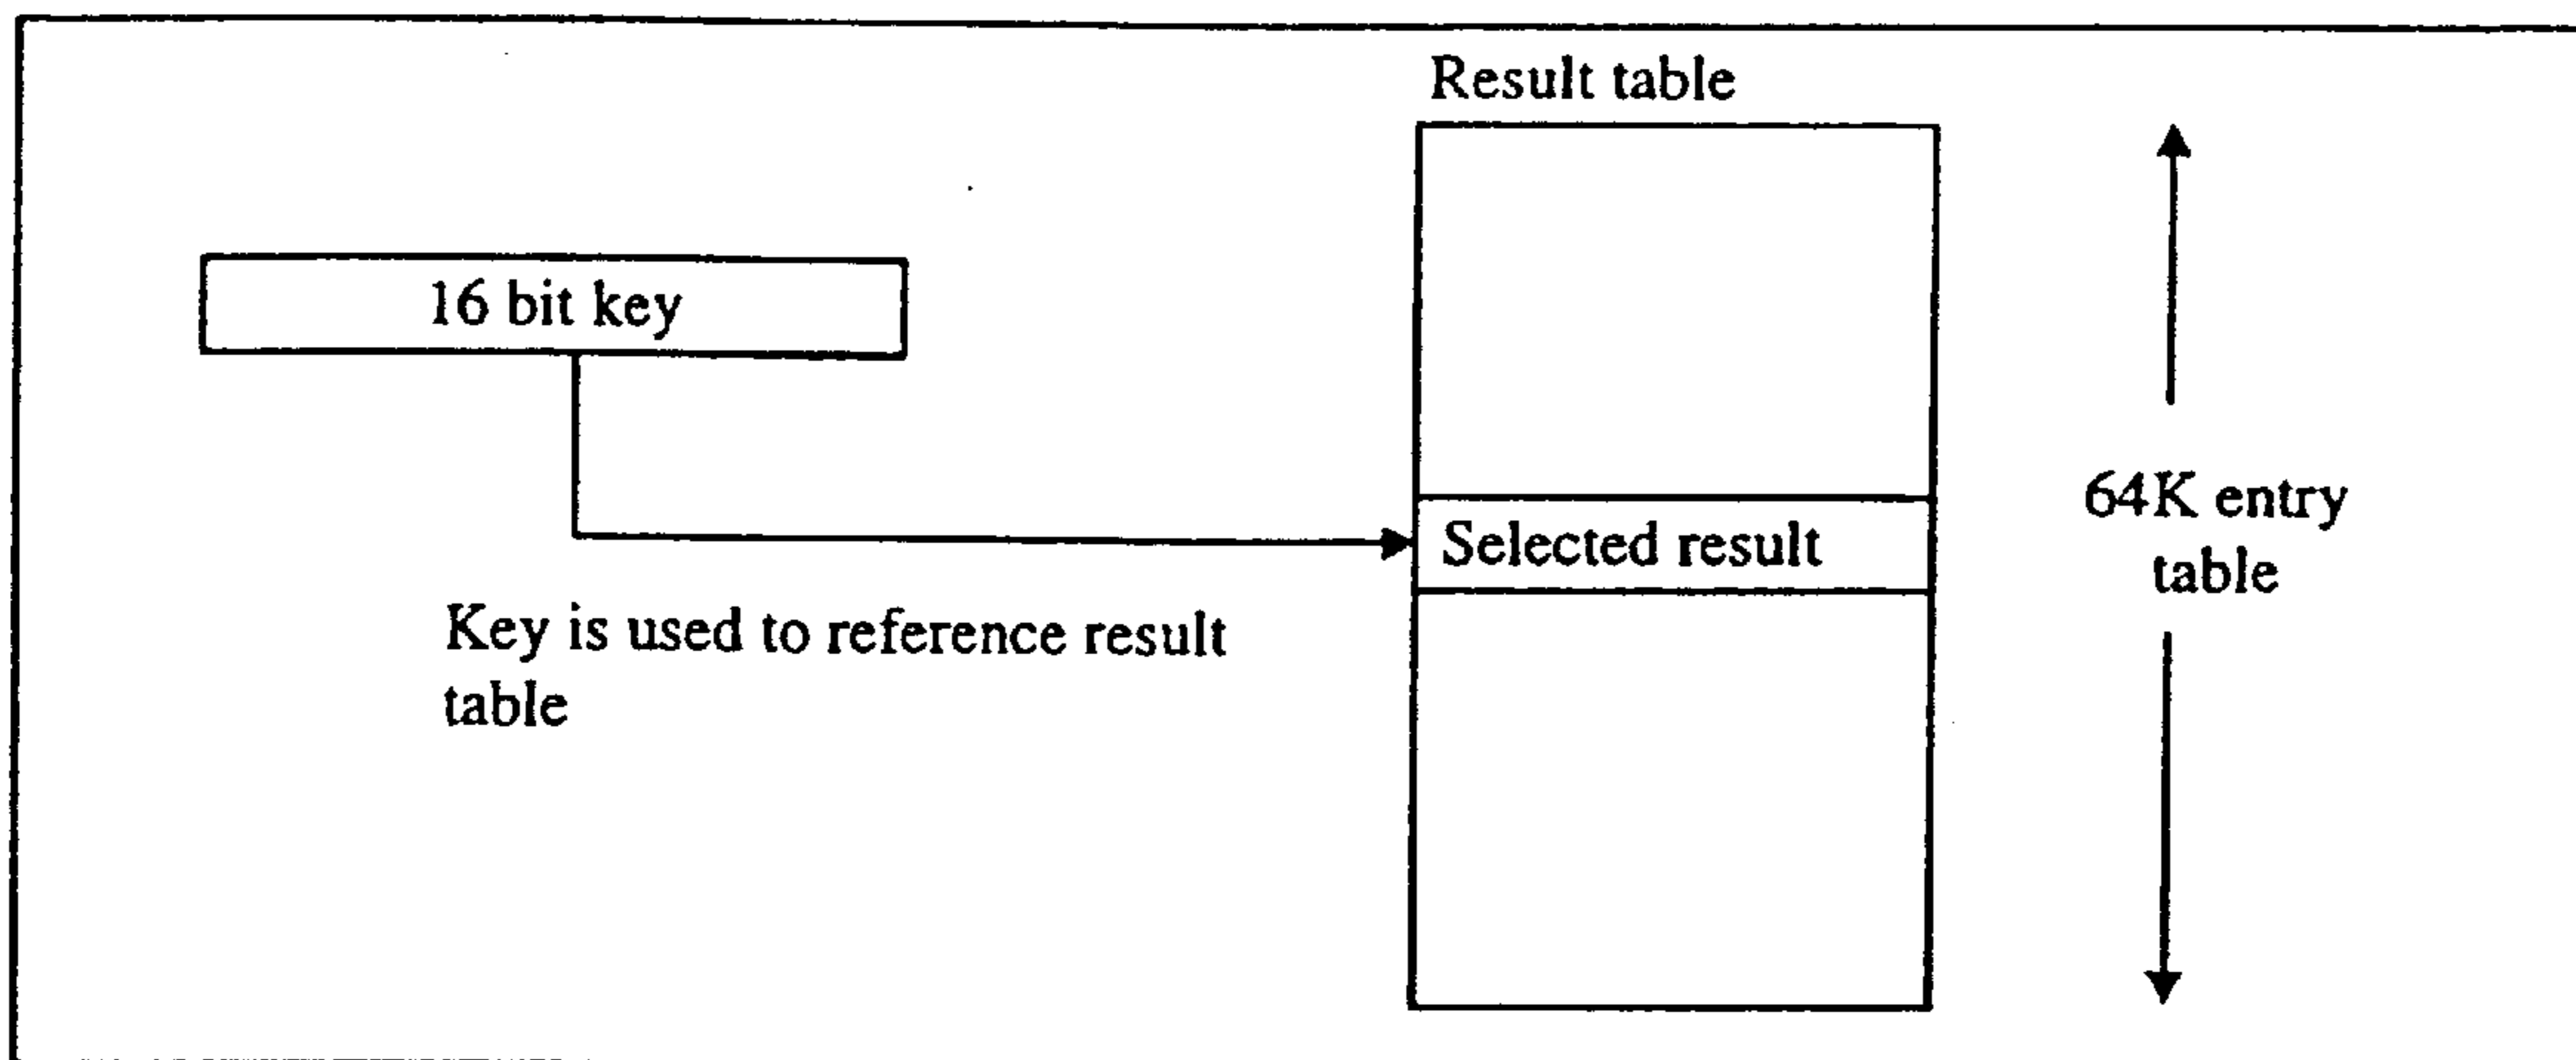 Result table
16 bit key
Selected result
64K entry
table
Key is used to reference result
table